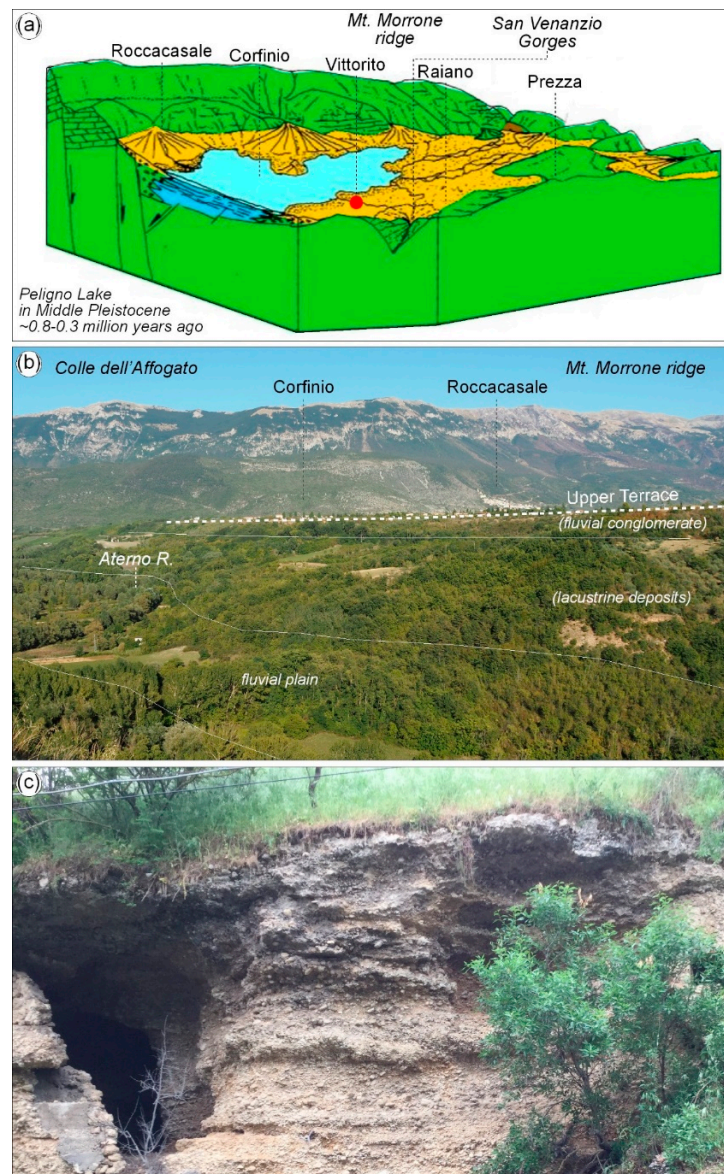 (a)
Mt. Morrone
ridge
San Venanzio
Gorges
Roccacasale
Corfinio
Vittorito
Raiano
Prezza
Peligno Lake
in Middle Pleistocene
~0.8-0.3 million years ago
(b)
Colle dell'Affogato
Mt. Morrone ridge
Corfinio
Roccacasale
Upper Terrace
(fluvial conglomerate)
Aterno R.
(lacustrine deposits)
fluvial plain
(c)